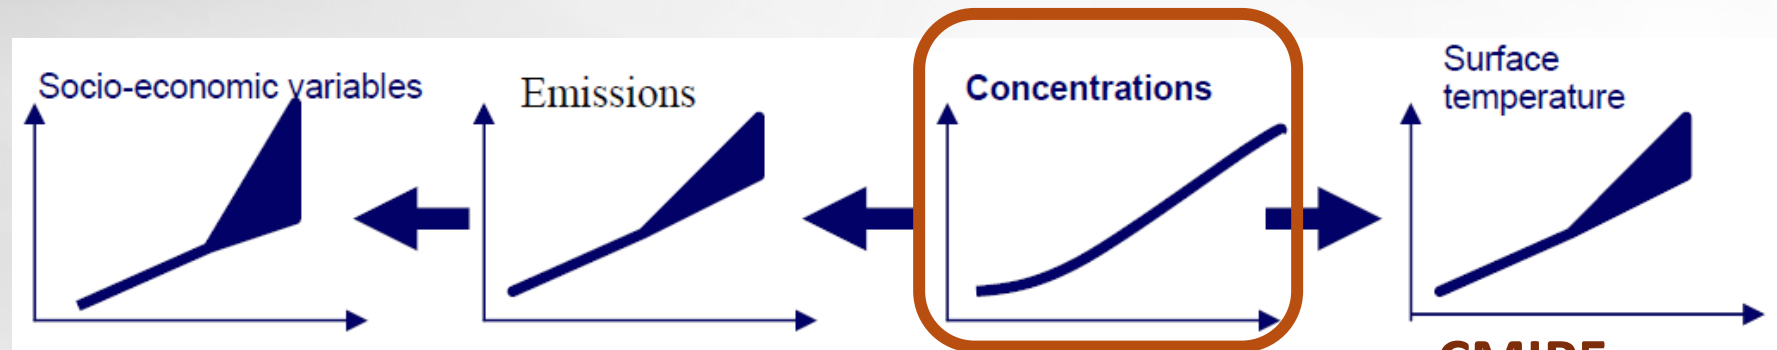 Socio-economic variables
Emissions
Concentrations
Surface
temperature